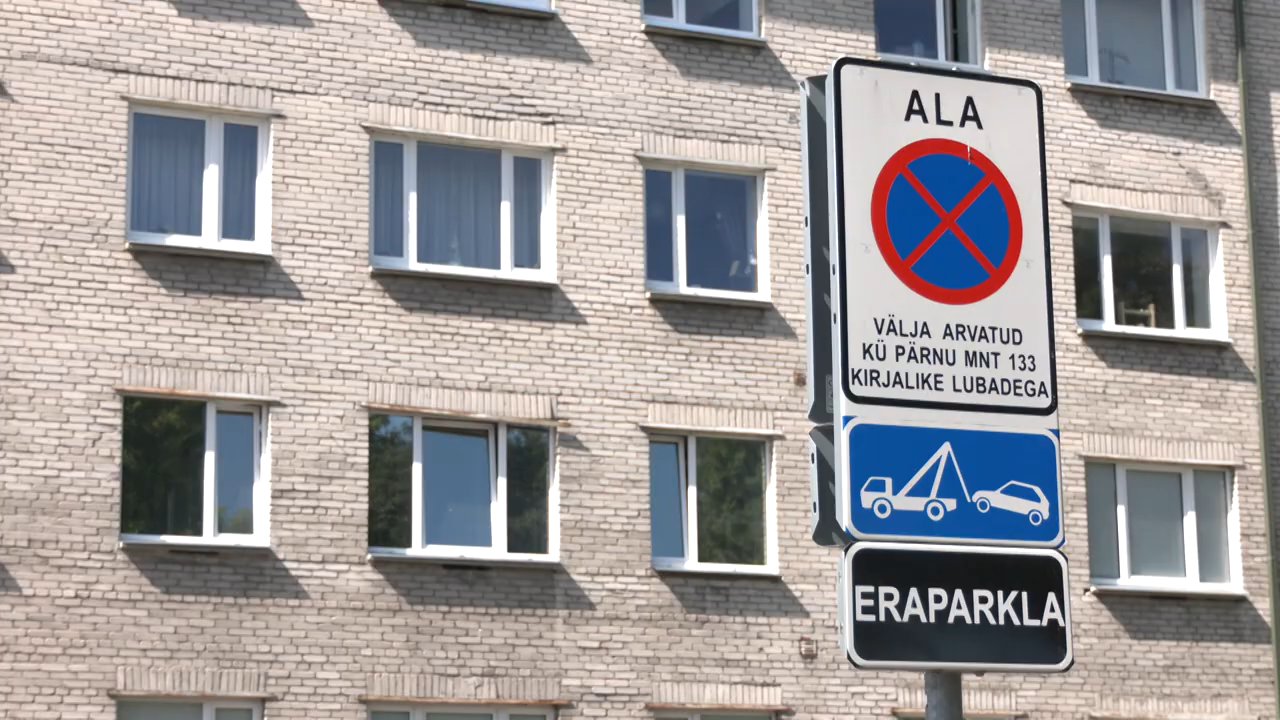 ALA
VÄLJA ARVATUD
KÜ PÄRNU MNT 133
KIRJALIKE LUBADEGA
ERAPARKLA